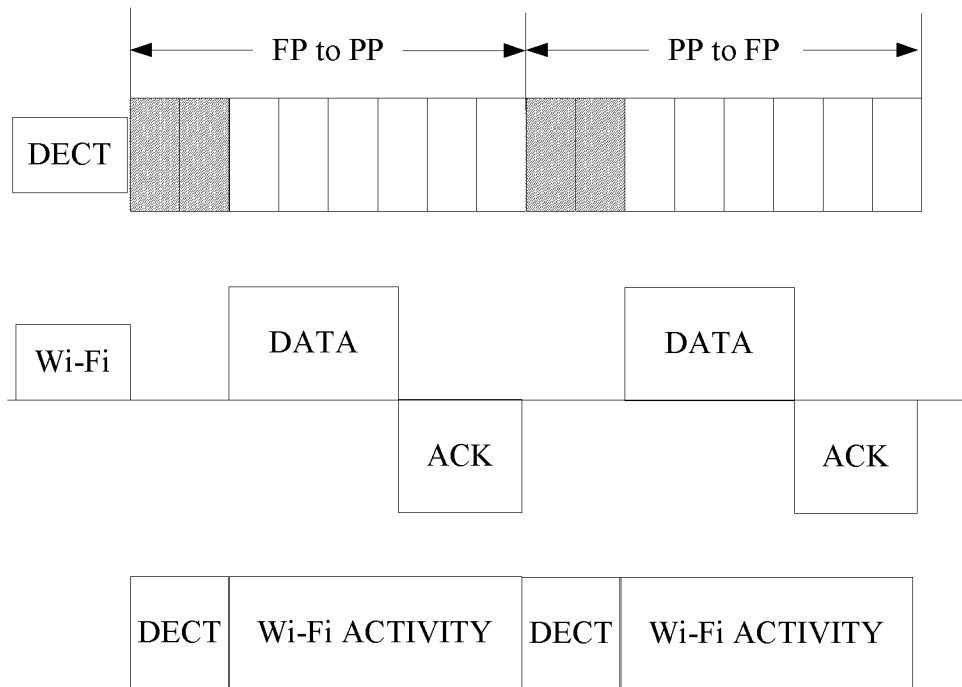 FP to PP
PP to FP
DECT
Wi-Fi
DATA
DATA
ACK
ACK
DECT
Wi-Fi ACTIVITY
DECT
Wi-Fi ACTIVITY